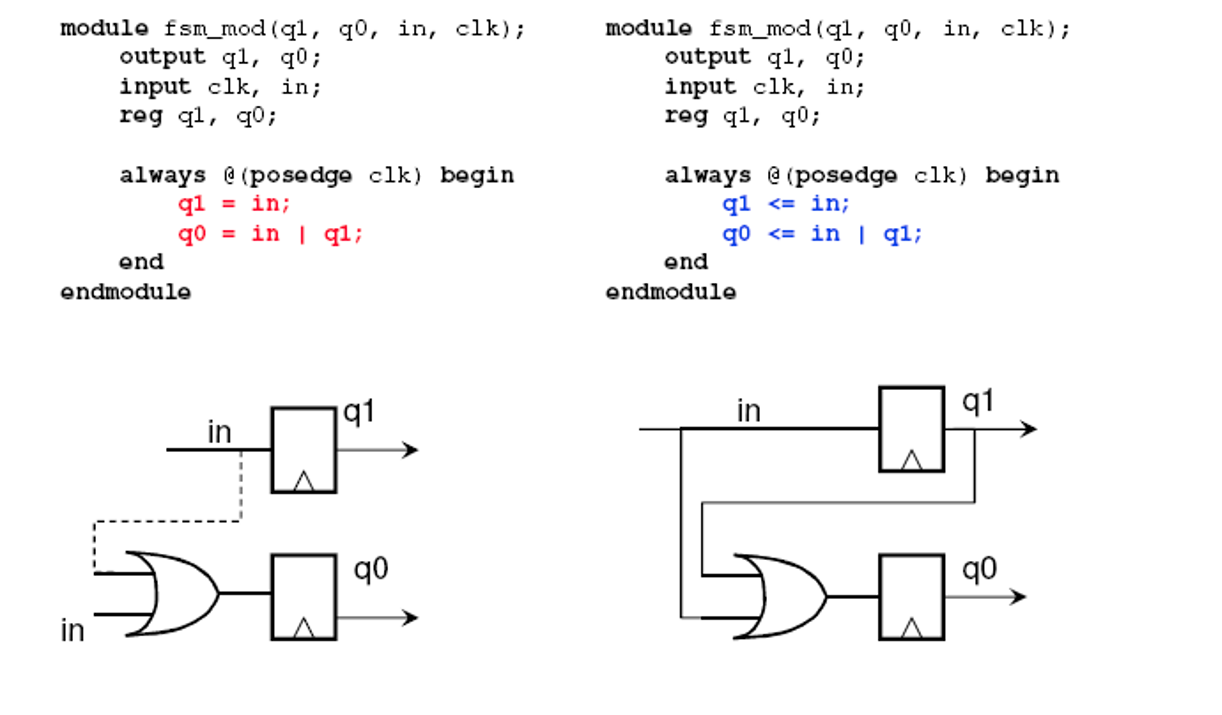 module fsm_mod(q1, q0, in, clk);
output q1, q0;
input clk, in;
reg q1, q0;
always @(posedge clk) begin
q1 = in;
q0 = in | q1;
end
endmodule
module fsm_mod(q1, q0, in, clk);
output q1, q0;
input clk, in;
reg q1, q0;
always @(posedge clk) begin
q1 <= in;
q0 <= in | q1;
end
endmodule
in
q1
q0
in
in
q1
q0